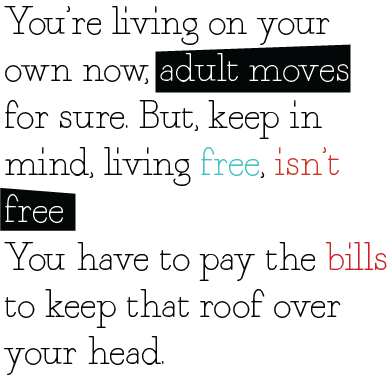 You're living on your
own now, adult moves
for sure. But, keep in
mind, living free, isn't
free
You have to pay the bills
to keep that roof over
your head.